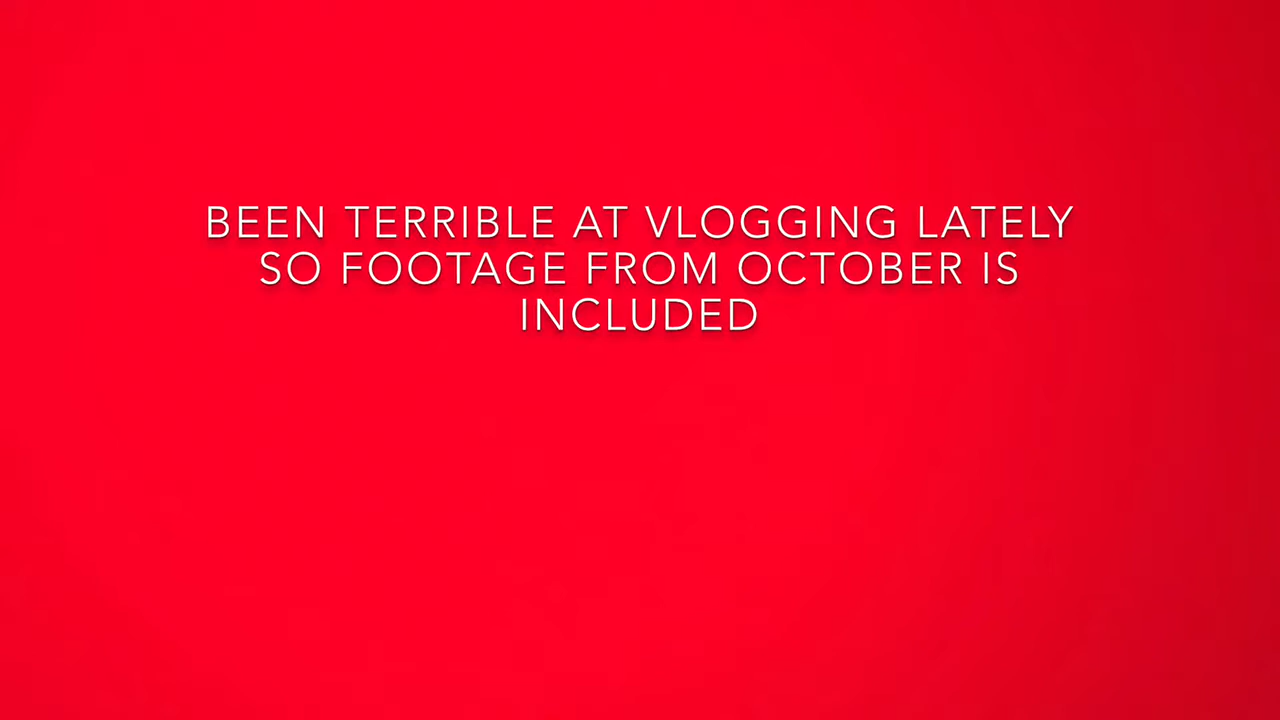 BEEN TERRIBLE AT VLOGGING LATELY
SO FOOTAGE FROM OCTOBER IS
INCLUDED